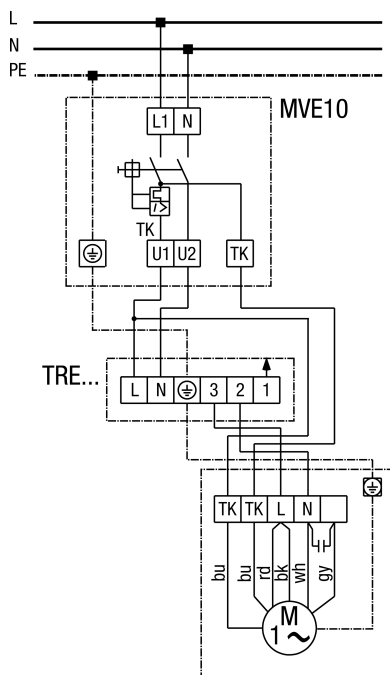 L
N
PE
L1 N
MVE10
I>
TK
U1 U2 TK
TRE...
L N 3 2 1
TK TK L N
bu bu rd bk wh gy
M
1 ~